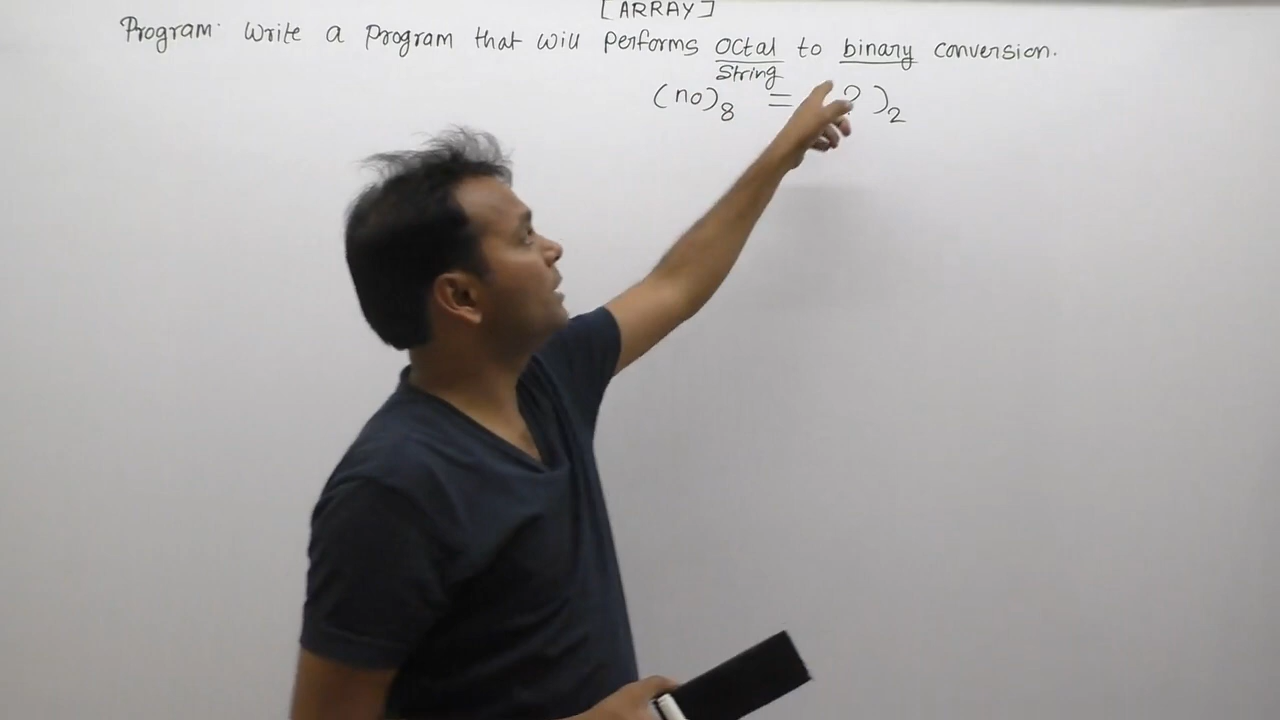 [ARRAY]
Program: Write a Program that will Performs Octal to binary conversion.
String
(no)8 = ( ? )2